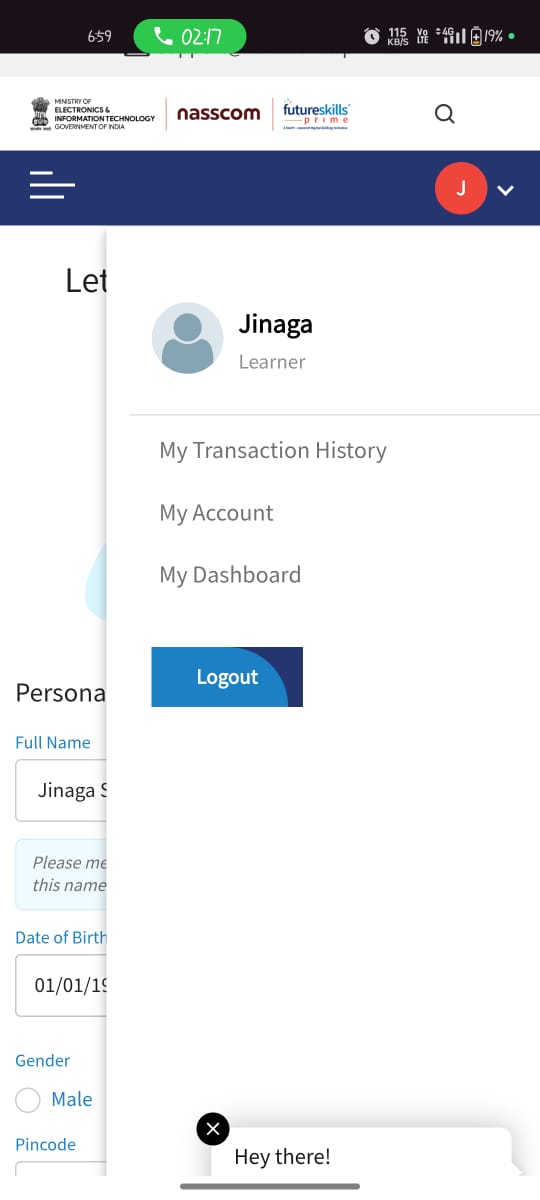 6:59
02:17
115
KB/S
Vo
LTE
4G
19%
MINISTRY OF
ELECTRONICS &
INFORMATION TECHNOLOGY
GOVERNMENT OF INDIA
nasscom
futureskills
prime
J
Let
Jinaga
Learner
My Transaction History
My Account
My Dashboard
Logout
Persona
Full Name
Jinaga S
Please me
this name
Date of Birth
01/01/19
Gender
Male
Pincode
Hey there!